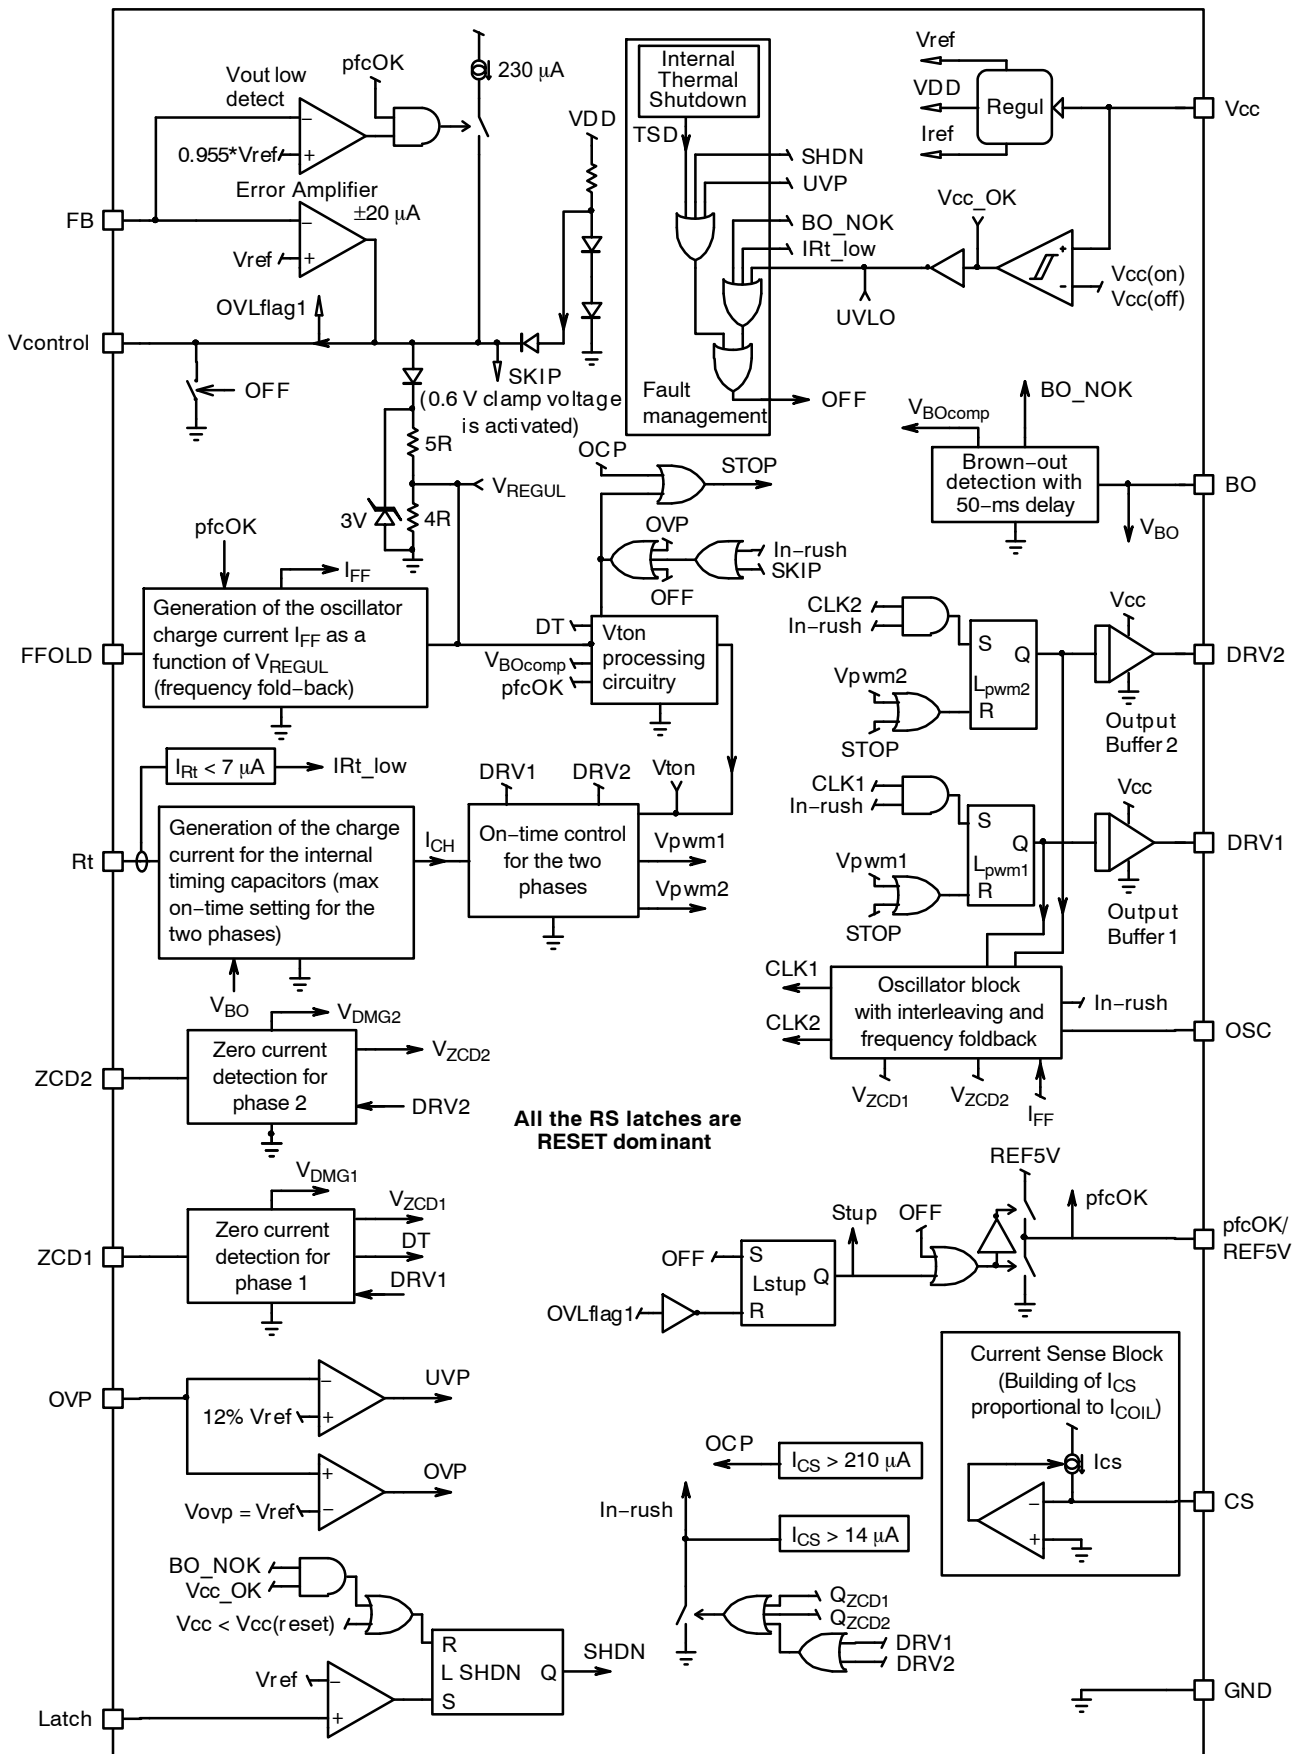 pfcOK
230 µA
Vout low
detect
0.955*Vref
Error Amplifier
±20 µA
FB
Vref
OVLflag1
Vcontrol
OFF
VDD
SKIP
(0.6 V clamp voltage
is activated)
5R
VREGUL
3V
4R
Internal
Thermal
Shutdown
TSD
SHDN
UVP
BO_NOK
IRt_low
UVLO
Fault
management
OFF
Vref
VDD
Iref
Regul
Vcc
Vcc_OK
Vcc(on)
Vcc(off)
VBOcomp
BO_NOK
Brown−out
detection with
50−ms delay
BO
VBO
OCP
STOP
OVP
In−rush
SKIP
OFF
pfcOK
IFF
Generation of the oscillator
charge current IFF as a
function of VREGUL
(frequency fold−back)
FFOLD
DT
VBOcomp
pfcOK
Vton
processing
circuitry
CLK2
In−rush
Vpwm2
STOP
S
Q
Lpwm2
R
Vcc
DRV2
Output
Buffer 2
IRt < 7 µA
IRt_low
Rt
Generation of the charge
current for the internal
timing capacitors (max
on−time setting for the
two phases)
VBO
ICH
DRV1
DRV2
Vton
On−time control
for the two
phases
Vpwm1
Vpwm2
CLK1
In−rush
Vpwm1
STOP
S
Q
Lpwm1
R
Vcc
DRV1
Output
Buffer 1
CLK1
CLK2
Oscillator block
with interleaving and
frequency foldback
In−rush
OSC
VZCD1
VZCD2
IFF
VDMG2
VZCD2
Zero current
detection for
phase 2
DRV2
ZCD2
All the RS latches are
RESET dominant
VDMG1
VZCD1
DT
DRV1
Zero current
detection for
phase 1
ZCD1
REF5V
pfcOK
pfcOK/
REF5V
Stup
OFF
OFF
S
Lstup
Q
R
OVLflag1
OVP
UVP
12% Vref
OVP
Vovp = Vref
Current Sense Block
(Building of ICS
proportional to ICOIL)
Ics
CS
OCP
ICS > 210 µA
In−rush
ICS > 14 µA
QZCD1
QZCD2
DRV1
DRV2
BO_NOK
Vcc_OK
Vcc < Vcc(reset)
R
L SHDN
Q
S
SHDN
Vref
Latch
GND